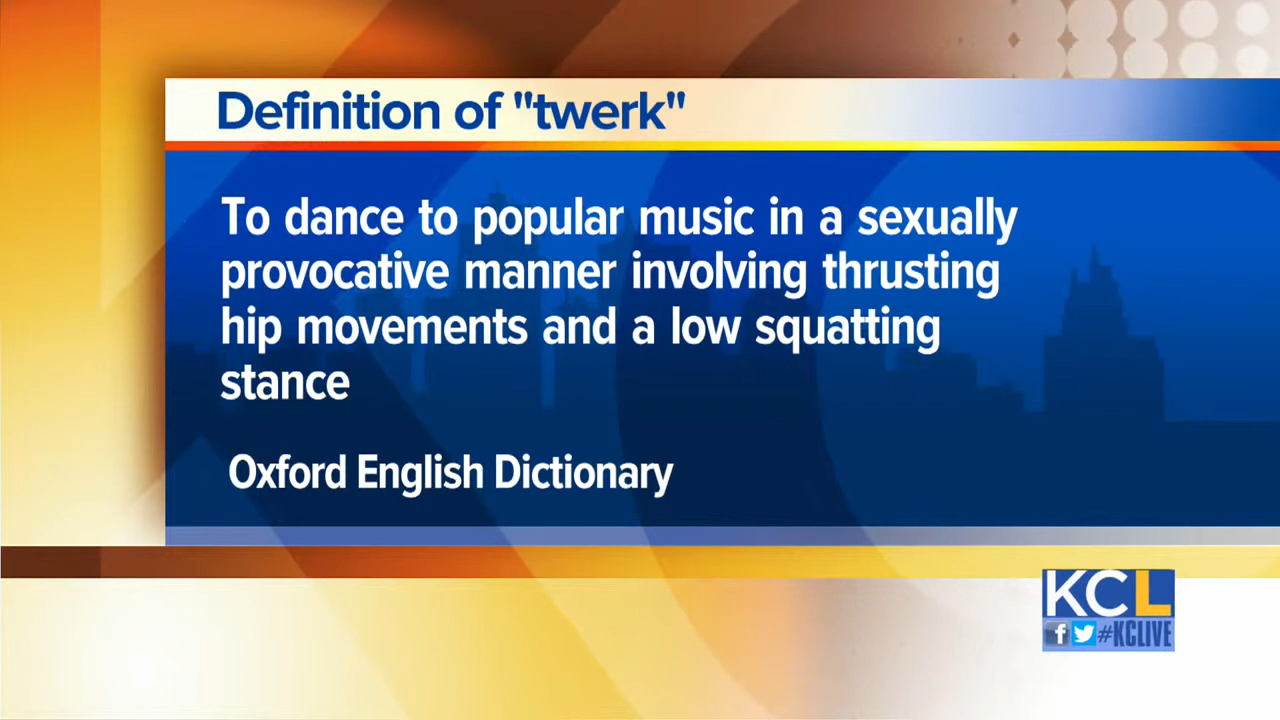 Definition of "twerk"
To dance to popular music in a sexually
provocative manner involving thrusting
hip movements and a low squatting
stance
Oxford English Dictionary
KCL
f #KCLIVE